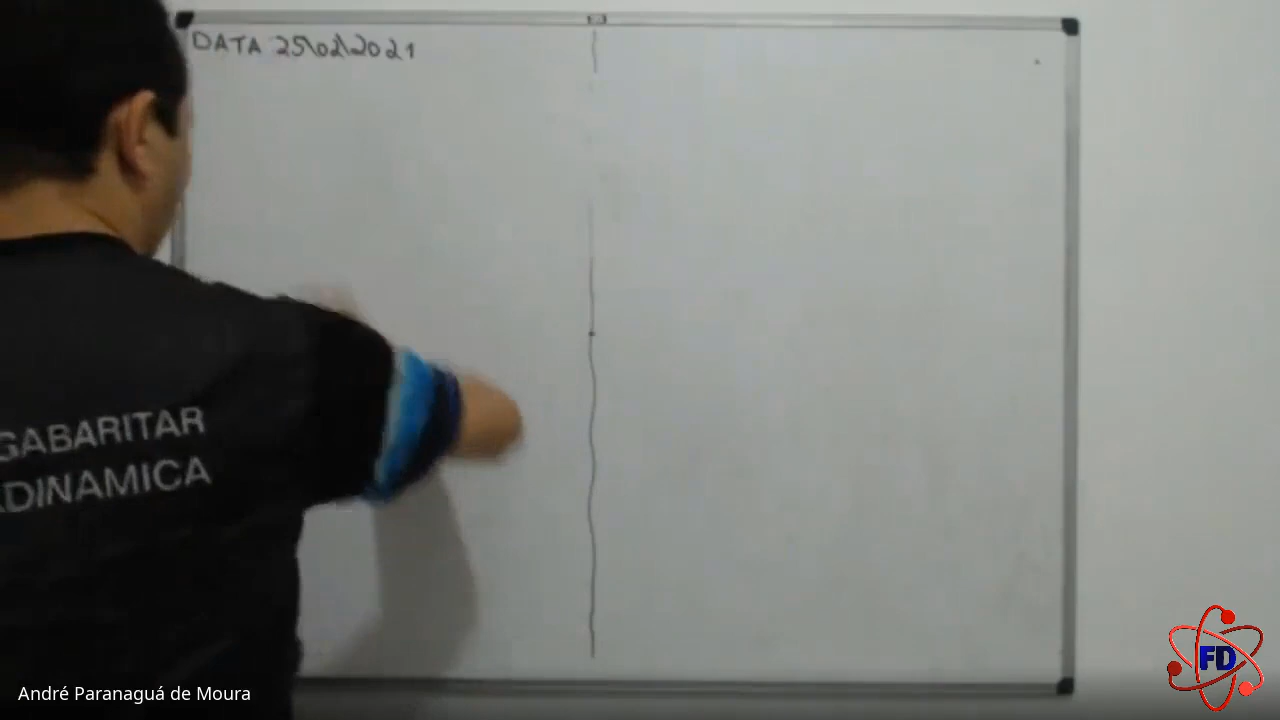 DATA 25\02\2021
GABARITAR
DINAMICA
André Paranaguá de Moura
FD